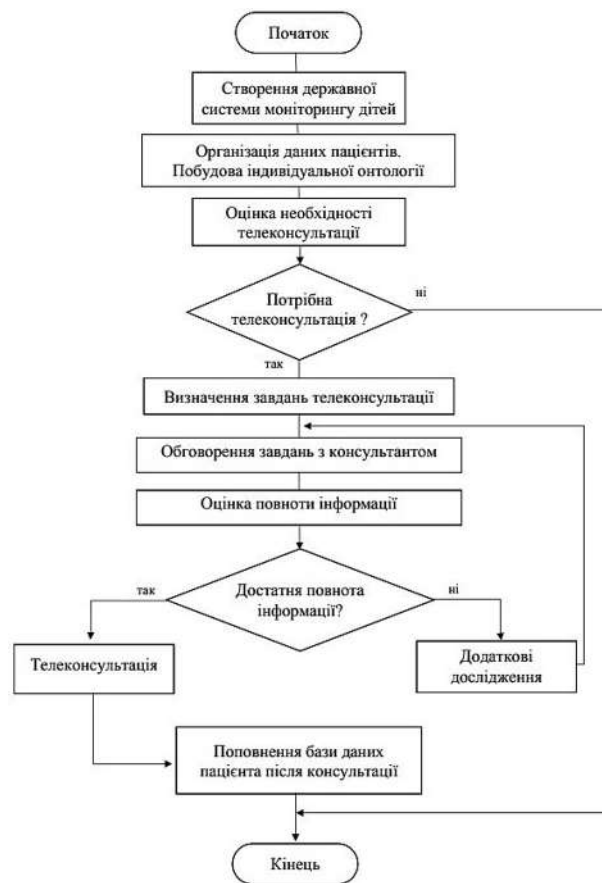 Початок
Створення державної
системи моніторингу дітей
Організація даних пацієнтів.
Побудова індивідуальної онтології
Оцінка необхідності
телеконсультації
Потрібна
телеконсультація ?
ні
так
Визначення завдань телеконсультації
Обговорення завдань з консультантом
Оцінка повноти інформації
Достатня повнота
інформації?
так
ні
Телеконсультація
Додаткові
дослідження
Поповнення бази даних
пацієнта після консультації
Кінець